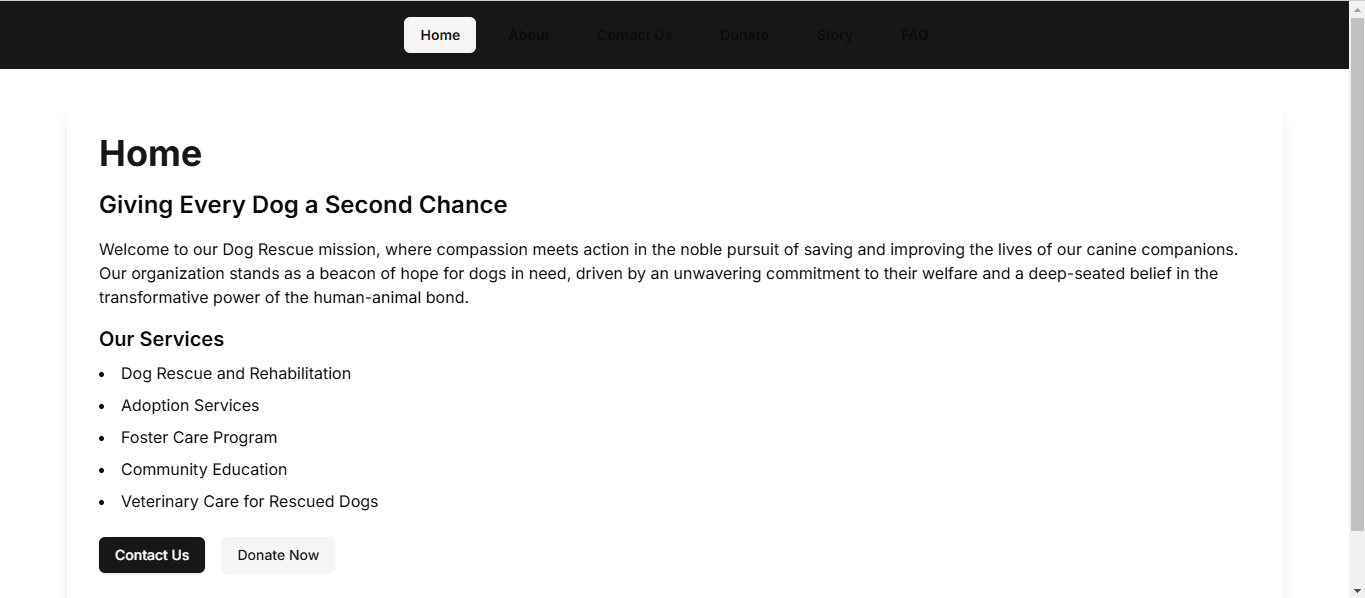 Home About Contact Us Donate Story FAQ
Home
Giving Every Dog a Second Chance
Welcome to our Dog Rescue mission, where compassion meets action in the noble pursuit of saving and improving the lives of our canine companions.
Our organization stands as a beacon of hope for dogs in need, driven by an unwavering commitment to their welfare and a deep-seated belief in the
transformative power of the human-animal bond.
Our Services
• Dog Rescue and Rehabilitation
• Adoption Services
• Foster Care Program
• Community Education
• Veterinary Care for Rescued Dogs
Contact Us Donate Now